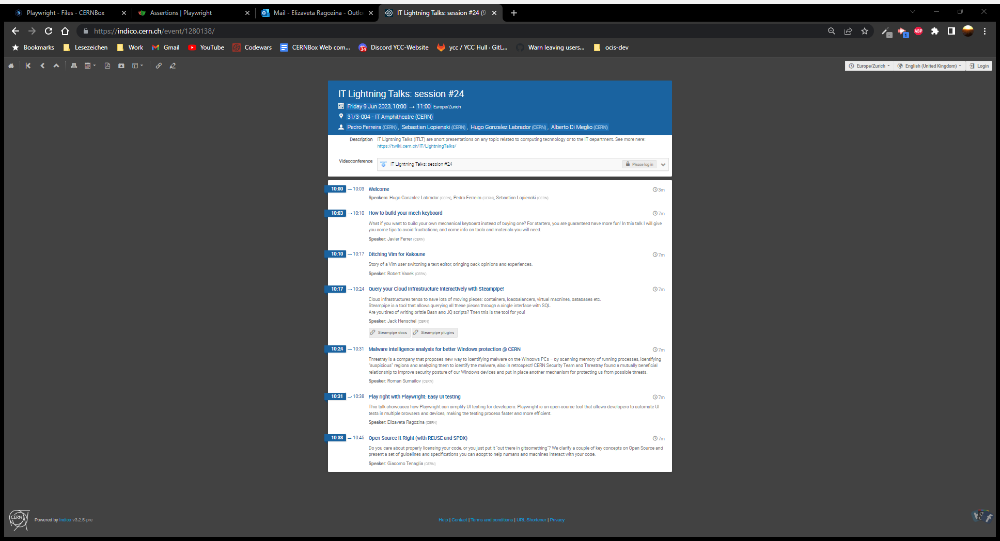 Playwright - Files - CERNBox
Assertions | Playwright
Mail - Elizaveta Ragozina - Outlo
IT Lightning Talks: session #24 (9
https://indico.cern.ch/event/1280138/
ABP
1
Bookmarks Lesezeichen Work Gmail YouTube Codewars CERNBox Web com... 34 Discord YCC-Website ycc / YCC Hull · GitL... Warn leaving users... ocis-dev
Europe/Zurich English (United Kingdom) Login
IT Lightning Talks: session #24
Friday 9 Jun 2023, 10:00 → 11:00 Europe/Zurich
31/3-004 - IT Amphitheatre (CERN)
Pedro Ferreira (CERN) , Sebastian Lopienski (CERN) , Hugo Gonzalez Labrador (CERN) , Alberto Di Meglio (CERN)
Description IT Lightning Talks (ITLT) are short presentations on any topic related to computing technology or to the IT department. See more here:
https://twiki.cern.ch/IT/LightningTalks/
Videoconference IT Lightning Talks: session #24 Please log in
10:00 → 10:03 Welcome 3m
Speakers: Hugo Gonzalez Labrador (CERN), Pedro Ferreira (CERN), Sebastian Lopienski (CERN)
10:03 → 10:10 How to build your mech keyboard 7m
What if you want to build your own mechanical keyboard instead of buying one? For starters, you are guaranteed have more fun! In this talk I will give
you some tips to avoid frustrations, and some info on tools and materials you will need.
Speaker: Javier Ferrer (CERN)
10:10 → 10:17 Ditching Vim for Kakoune 7m
Story of a Vim user switching a text editor, bringing back opinions and experiences.
Speaker: Robert Vasek (CERN)
10:17 → 10:24 Query your Cloud Infrastructure interactively with Steampipe! 7m
Cloud infrastructures tends to have lots of moving pieces: containers, loadbalancers, virtual machines, databases etc.
Steampipe is a tool that allows querying all these pieces through a single interface with SQL.
Are you tired of writing brittle Bash and JQ scripts? Then this is the tool for you!
Speaker: Jack Henschel (CERN)
Steampipe docs Steampipe plugins
10:24 → 10:31 Malware intelligence analysis for better Windows protection @ CERN 7m
Threatray is a company that proposes new way to identifying malware on the Windows PCs – by scanning memory of running processes, identifying
"suspicious" regions and analyzing them to identify the malware, also in retrospect! CERN Security Team and Threatray found a mutually beneficial
relationship to improve security posture of our Windows devices and put in place another mechanism for protecting us from possible threats.
Speaker: Roman Sumailov (CERN)
10:31 → 10:38 Play right with Playwright: Easy UI testing 7m
This talk showcases how Playwright can simplify UI testing for developers. Playwright is an open-source tool that allows developers to automate UI
tests in multiple browsers and devices, making the testing process faster and more efficient.
Speaker: Elizaveta Ragozina (CERN)
10:38 → 10:45 Open Source It Right (with REUSE and SPDX) 7m
Do you care about properly licensing your code, or you just put it "out there in gitsomething"? We clarify a couple of key concepts on Open Source and
present a set of guidelines and specifications you can adopt to help humans and machines interact with your code.
Speaker: Giacomo Tenaglia (CERN)
CERN Powered by Indico v3.2.5-pre
Help | Contact | Terms and conditions | URL Shortener | Privacy